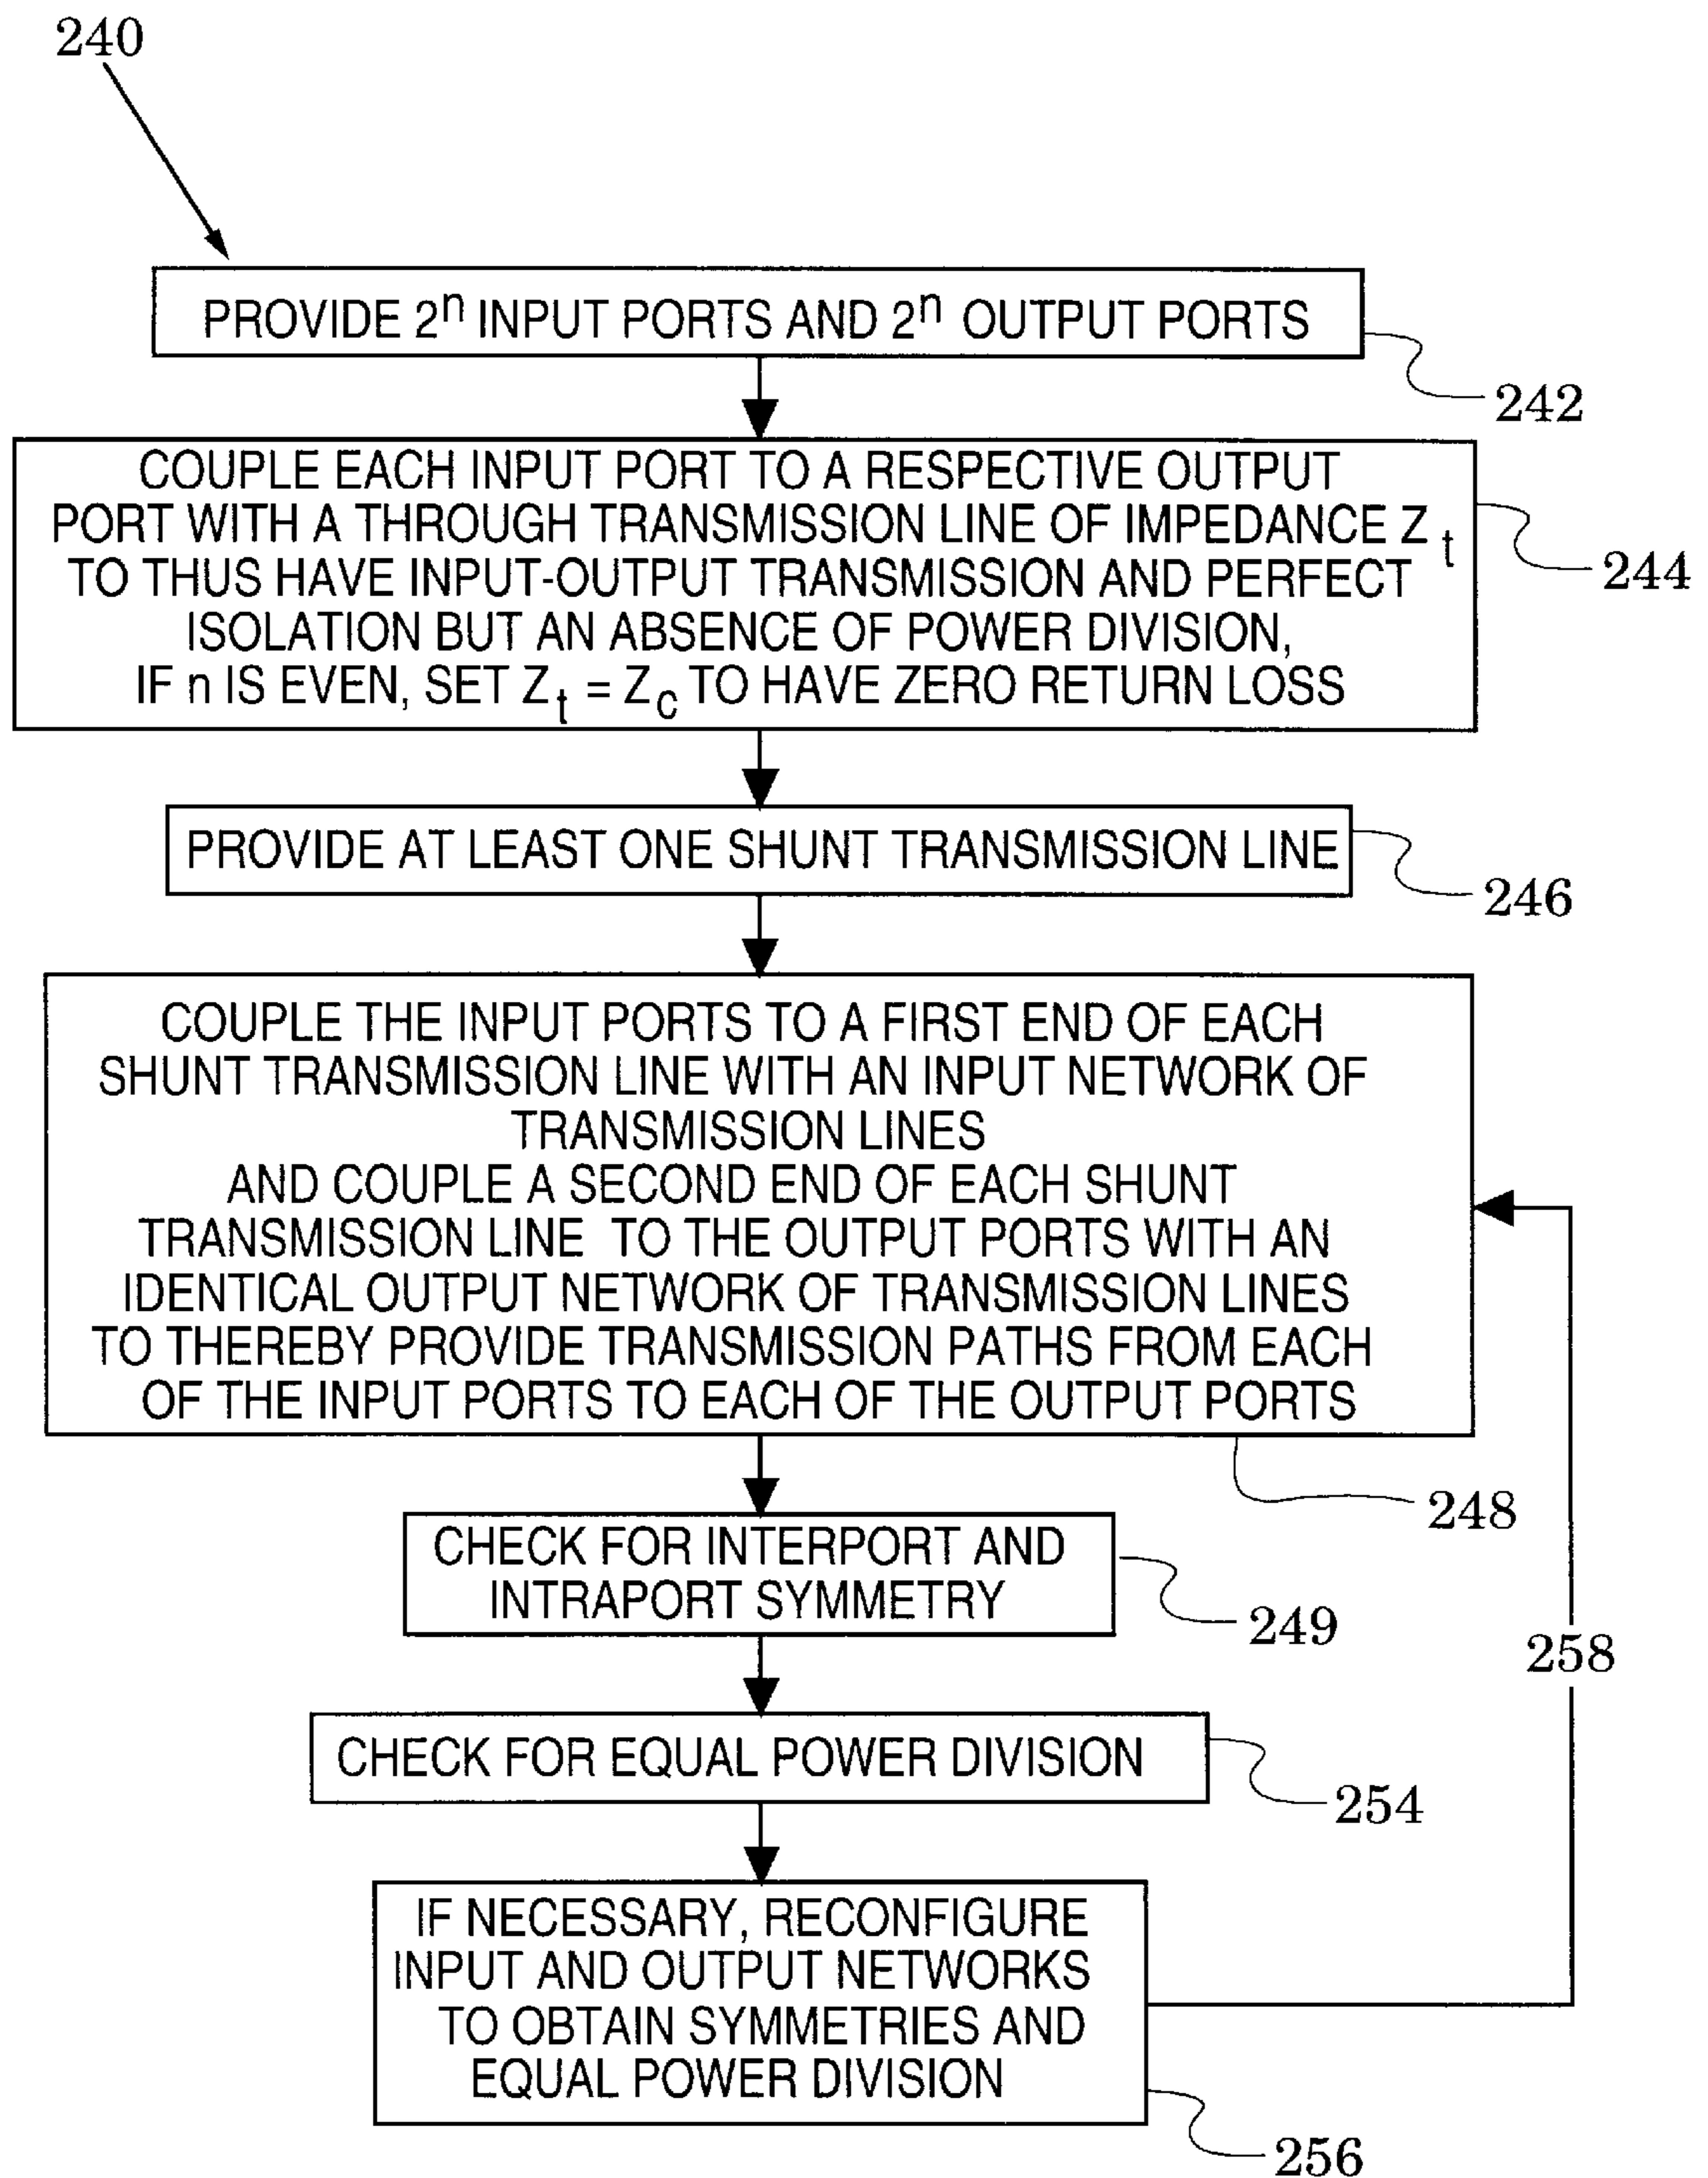 240
PROVIDE 2ⁿ INPUT PORTS AND 2ⁿ OUTPUT PORTS
242
COUPLE EACH INPUT PORT TO A RESPECTIVE OUTPUT
PORT WITH A THROUGH TRANSMISSION LINE OF IMPEDANCE Z t
TO THUS HAVE INPUT-OUTPUT TRANSMISSION AND PERFECT
ISOLATION BUT AN ABSENCE OF POWER DIVISION,
IF n IS EVEN, SET Z t = Z c TO HAVE ZERO RETURN LOSS
244
PROVIDE AT LEAST ONE SHUNT TRANSMISSION LINE
246
COUPLE THE INPUT PORTS TO A FIRST END OF EACH
SHUNT TRANSMISSION LINE WITH AN INPUT NETWORK OF
TRANSMISSION LINES
AND COUPLE A SECOND END OF EACH SHUNT
TRANSMISSION LINE TO THE OUTPUT PORTS WITH AN
IDENTICAL OUTPUT NETWORK OF TRANSMISSION LINES
TO THEREBY PROVIDE TRANSMISSION PATHS FROM EACH
OF THE INPUT PORTS TO EACH OF THE OUTPUT PORTS
248
CHECK FOR INTERPORT AND
INTRAPORT SYMMETRY
249
258
CHECK FOR EQUAL POWER DIVISION
254
IF NECESSARY, RECONFIGURE
INPUT AND OUTPUT NETWORKS
TO OBTAIN SYMMETRIES AND
EQUAL POWER DIVISION
256